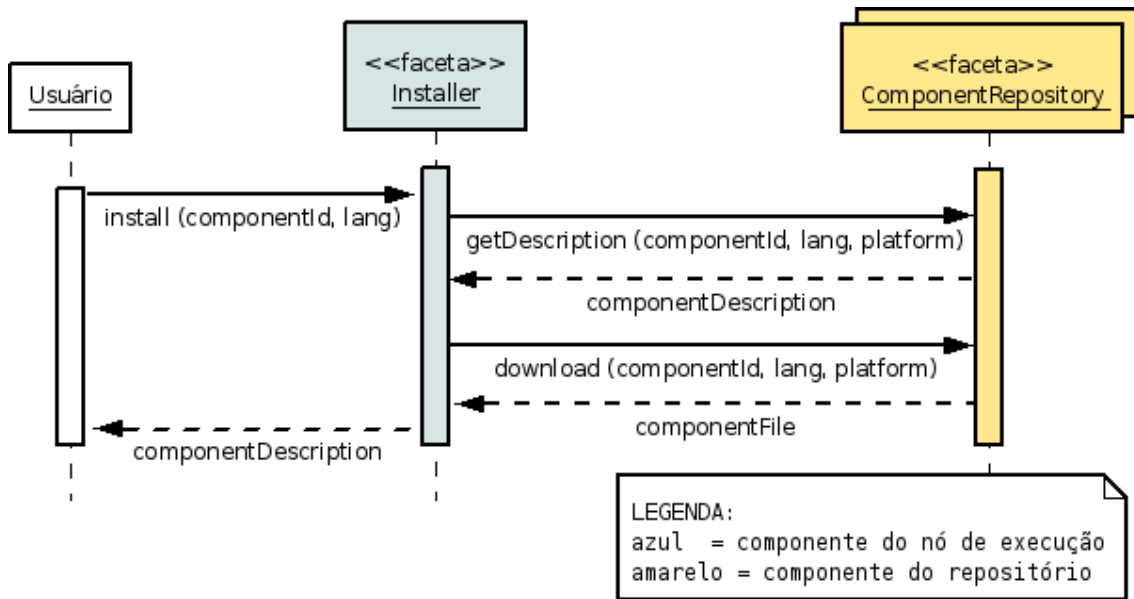 Usuário
<<faceta>>
Installer
<<faceta>>
ComponentRepository
install (componentId, lang)
getDescription (componentId, lang, platform)
componentDescription
download (componentId, lang, platform)
componentFile
componentDescription
LEGENDA:
azul = componente do nó de execução
amarelo = componente do repositório